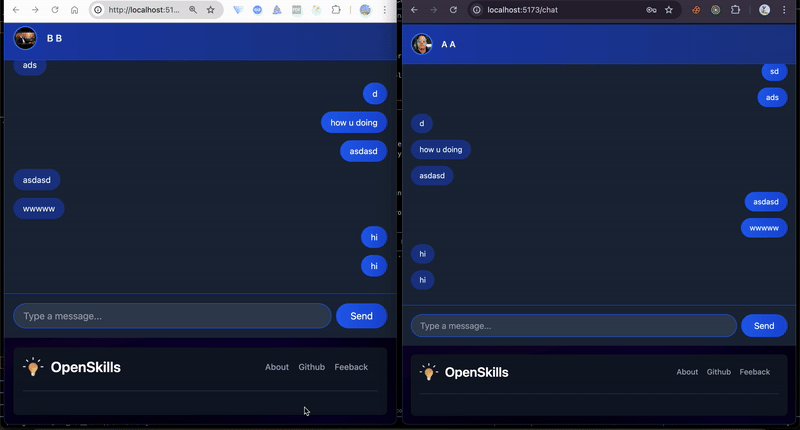 http://localhost:51...
B B
ads
d
how u doing
asdasd
asdasd
wwwww
hi
hi
Type a message...
Send
OpenSkills
About Github Feeback
localhost:5173/chat
A A
sd
ads
d
how u doing
asdasd
asdasd
wwwww
hi
hi
Type a message...
Send
OpenSkills
About Github Feeback